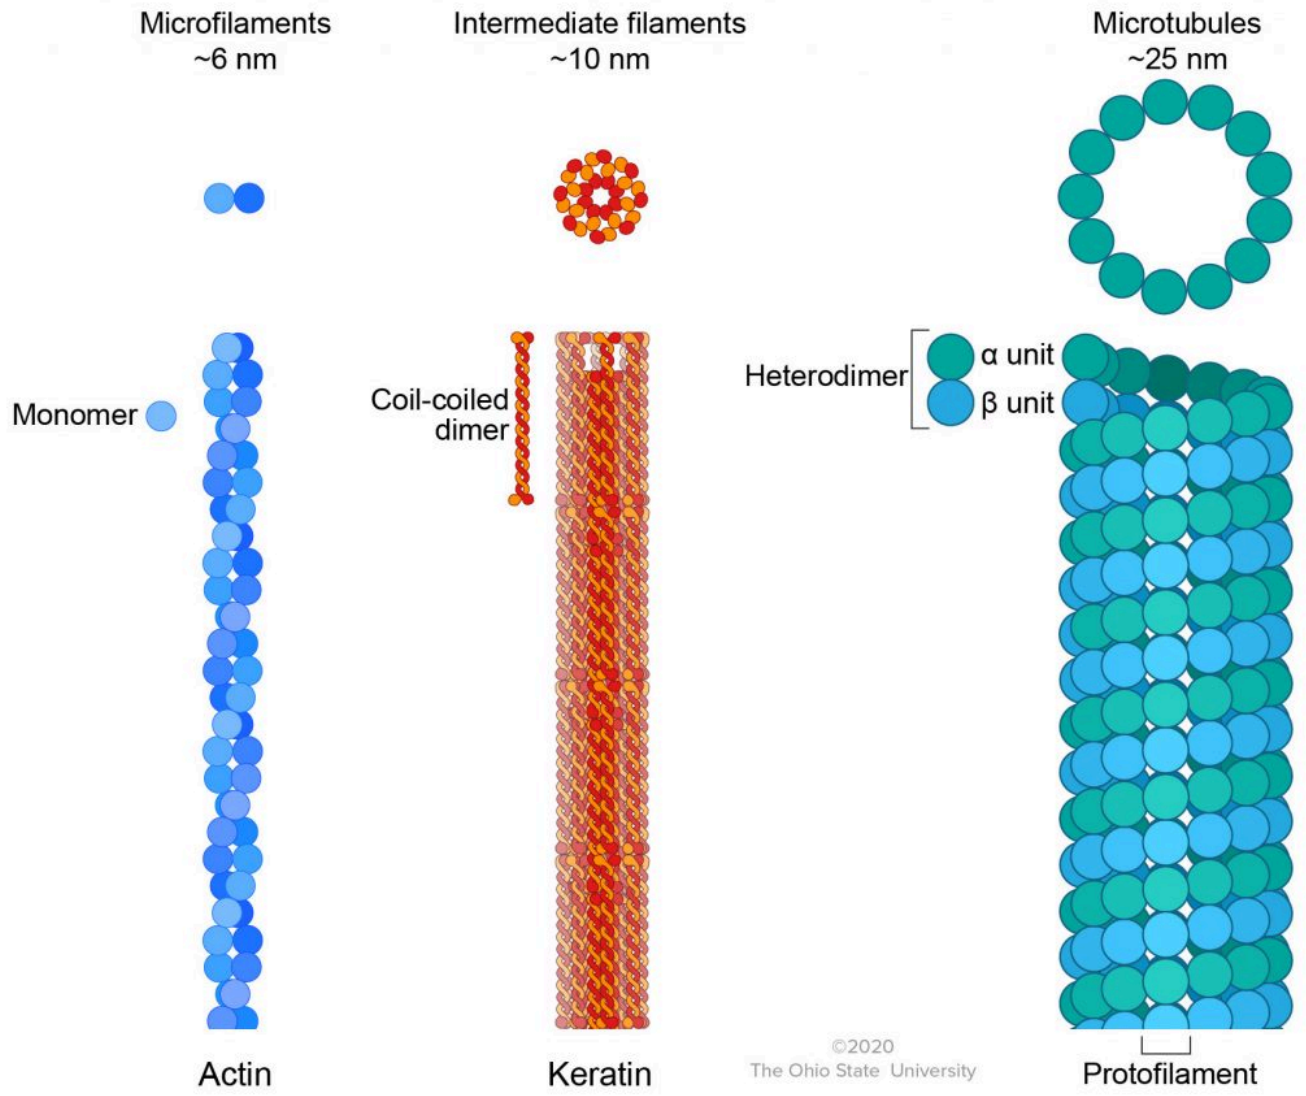 Microfilaments
~6 nm
Intermediate filaments
~10 nm
Microtubules
~25 nm
Monomer
Coil-coiled
dimer
Heterodimer
α unit
β unit
Actin
Keratin
©2020
The Ohio State University
Protofilament